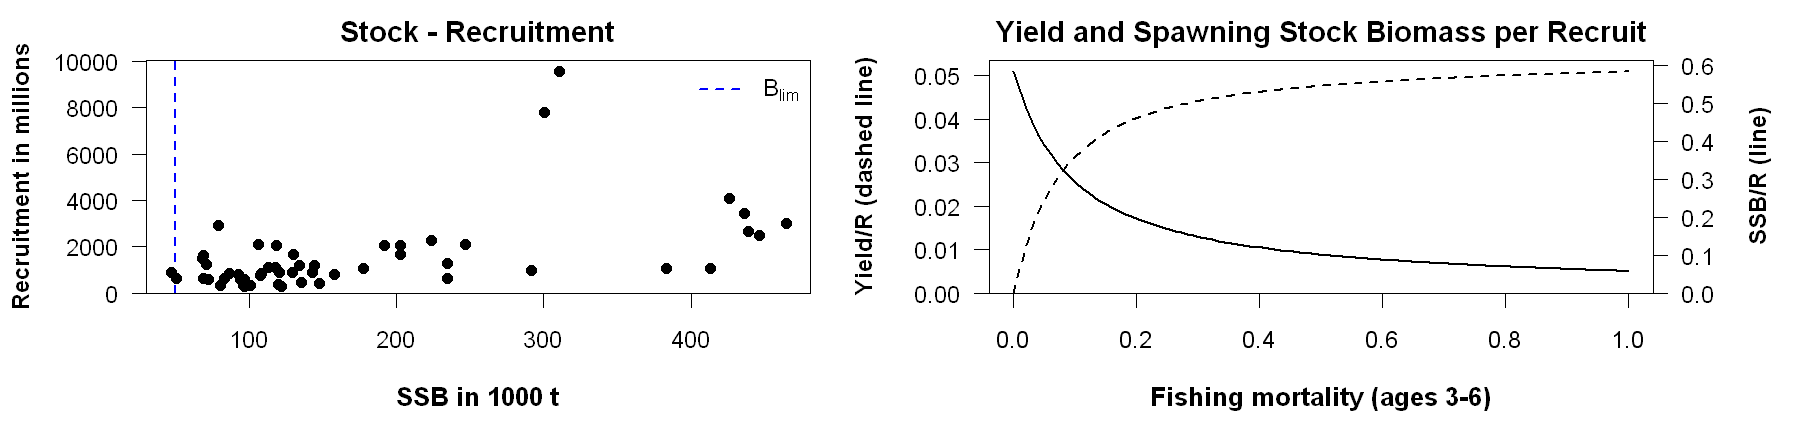 Stock - Recruitment
Recruitment in millions
10000
8000
6000
4000
2000
0
B lim
100 200 300 400
SSB in 1000 t
Yield and Spawning Stock Biomass per Recruit
Yield/R (dashed line)
0.05
0.04
0.03
0.02
0.01
0.00
0.6
0.5
0.4
0.3
0.2
0.1
0.0
SSB/R (line)
0.0 0.2 0.4 0.6 0.8 1.0
Fishing mortality (ages 3-6)